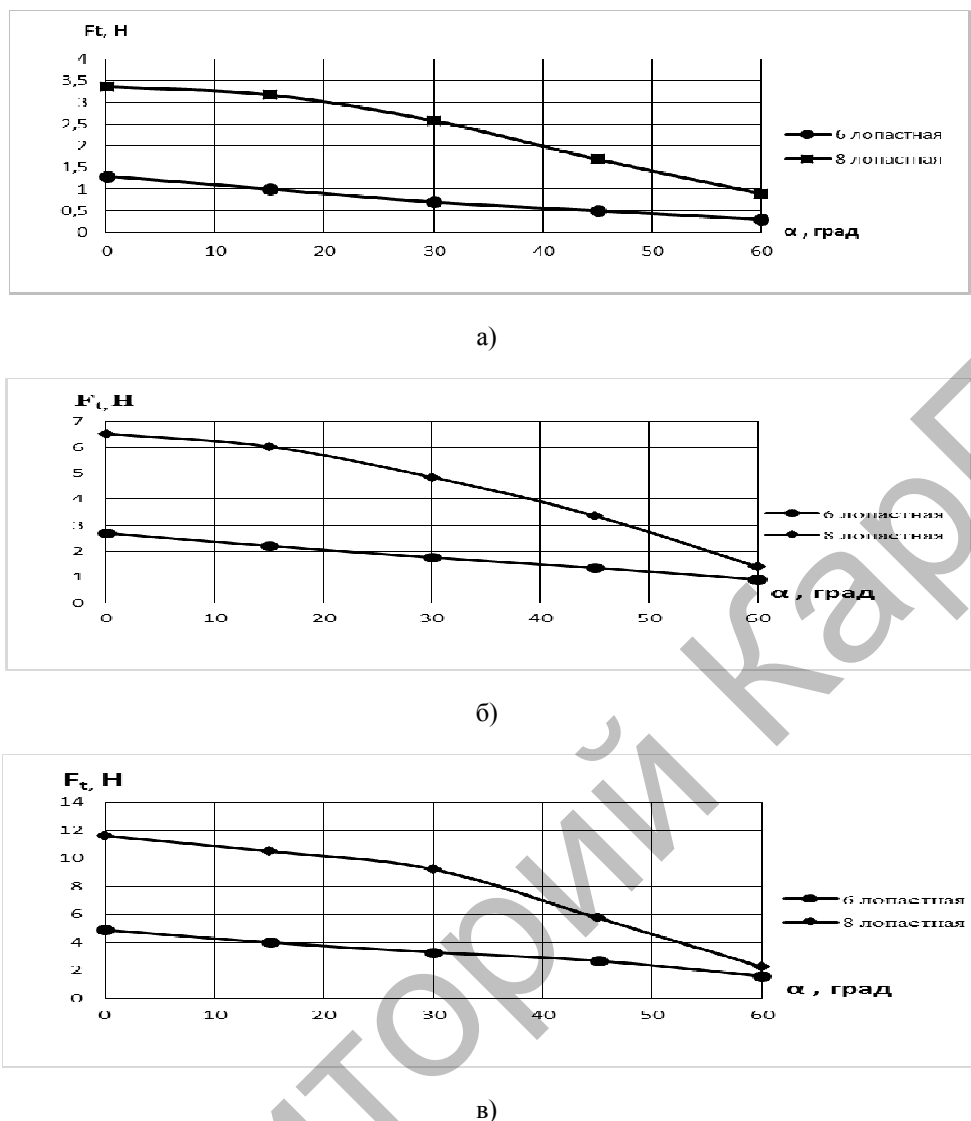 Ft, Н
4
3,5
3
2,5
2
1,5
1
0,5
0
0 10 20 30 40 50 60
α , град
6 лопастная
8 лопастная
а)
Ft, Н
7
6
5
4
3
2
1
0
0 10 20 30 40 50 60
α , град
6 лопастная
8 лопастная
б)
Ft, Н
14
12
10
8
6
4
2
0
0 10 20 30 40 50 60
α , град
6 лопастная
8 лопастная
в)